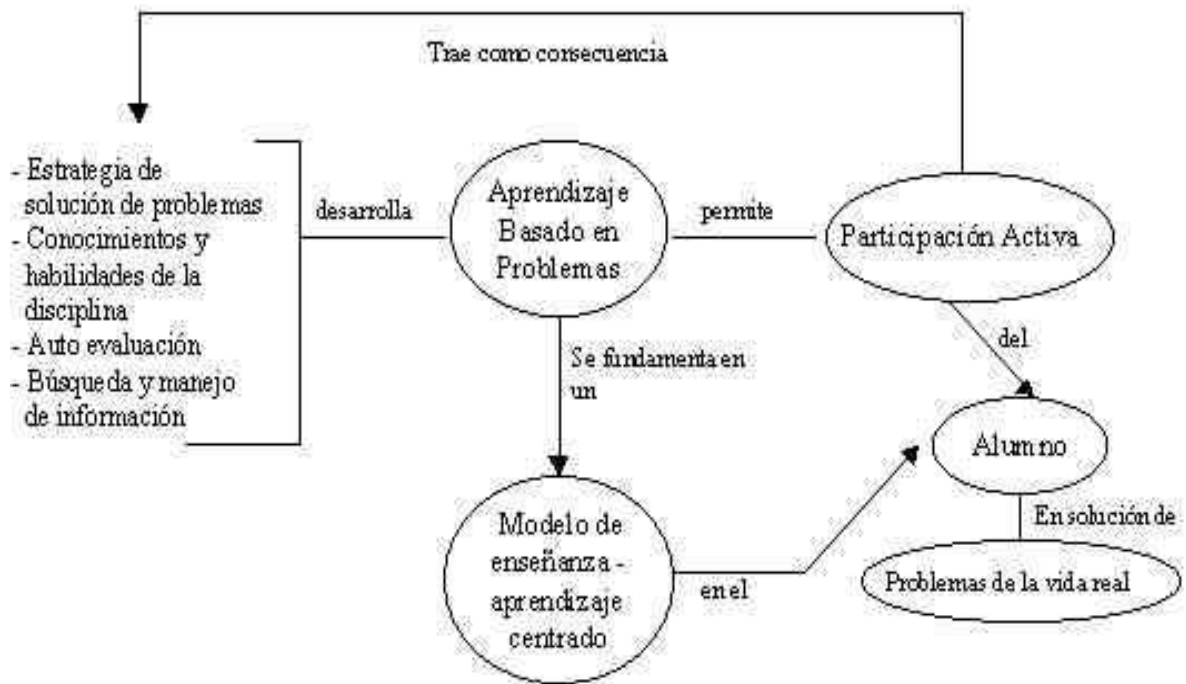 Trae como consecuencia
- Estrategia de
solución de problemas
- Conocimientos y
habilidades de la
disciplina
- Auto evaluación
- Búsqueda y manejo
de información
desarrolla
Aprendizaje
Basado en
Problemas
permite
Participación Activa
Se fundamenta en
un
del
Alumno
Modelo de
enseñanza -
aprendizaje
centrado
en el
En solución de
Problemas de la vida real